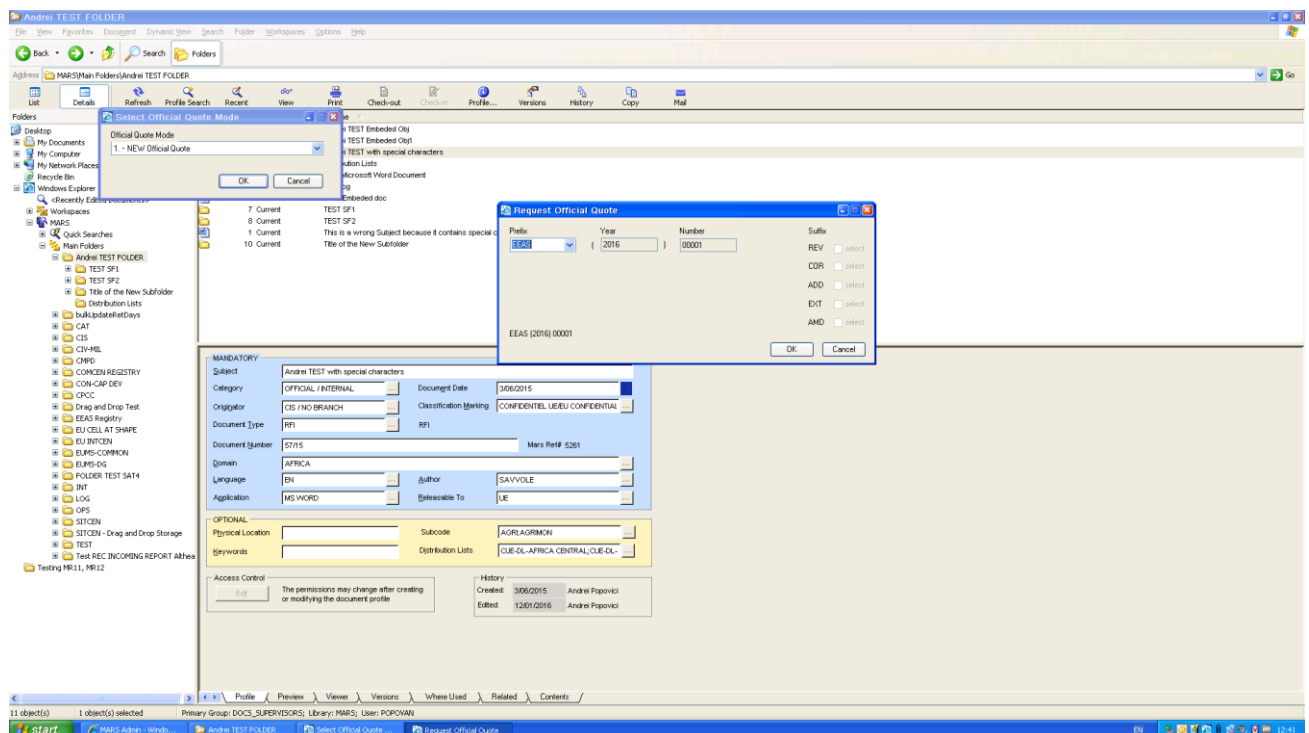 Andrei TEST FOLDER
File View Favorites Document Dynamic View Search Folder Workspaces Options Help
Back Search Folders
Address MARS\Main Folders\Andrei TEST FOLDER Go
List Details Refresh Profile Search Recent View Print Check-out Check-in Profile... Versions History Copy Mail
Folders
Desktop
My Documents
My Computer
My Network Places
Recycle Bin
Windows Explorer
<Recently Edited Documents>
Workspaces
MARS
Quick Searches
Main Folders
Andrei TEST FOLDER
TEST SF1
TEST SF2
Title of the New Subfolder
Distribution Lists
bulkUpdateRetDays
CAT
CIS
CIV-MIL
CMPD
COMCEN REGISTRY
CON-CAP DEV
CPCC
Drag and Drop Test
EEAS Registry
EU CELL AT SHAPE
EU INTCEN
EUMS-COMMON
EUMS-DG
FOLDER TEST SAT4
INT
LOG
OPS
SITCEN
SITCEN - Drag and Drop Storage
TEST
Test REC INCOMING REPORT Althea
Testing MR11, MR12
Select Official Quote Mode
Official Quote Mode
1. - NEW Official Quote
OK Cancel
TEST Embeded Obj
TEST Embeded Obj1
TEST with special characters
Lists
Microsoft Word Document
Embeded doc
7 Current TEST SF1
8 Current TEST SF2
1 Current This is a wrong Subject because it contains special
10 Current Title of the New Subfolder
Request Official Quote
Prefix Year Number Suffix
EEAS ( 2016 ) 00001
REV select
COR select
ADD select
EXT select
AMD select
EEAS (2016) 00001
OK Cancel
MANDATORY
Subject Andrei TEST with special characters
Category OFFICIAL / INTERNAL ... Document Date 3/06/2015
Originator CIS / NO BRANCH ... Classification Marking CONFIDENTIEL UE/EU CONFIDENTIAL ...
Document Type RFI ... RFI
Document Number 57/15 Mars Ref# 5261
Domain AFRICA ...
Language EN ... Author SAVVOLE ...
Application MS WORD ... Releasable To UE ...
OPTIONAL
Physical Location Subcode AGRI;AGRIMON ...
Keywords Distribution Lists CUE-DL-AFRICA CENTRAL;CUE-DL- ...
Access Control
Edit The permissions may change after creating
or modifying the document profile
History
Created: 3/06/2015 Andrei Popovici
Edited: 12/01/2016 Andrei Popovici
Profile Preview Viewer Versions Where Used Related Contents
11 object(s) 1 object(s) selected Primary Group: DOCS_SUPERVISORS; Library: MARS; User: POPOVAN
start MARS Admin - Windo... Andrei TEST FOLDER Select Official Quote ... Request Official Quote EN 12:41